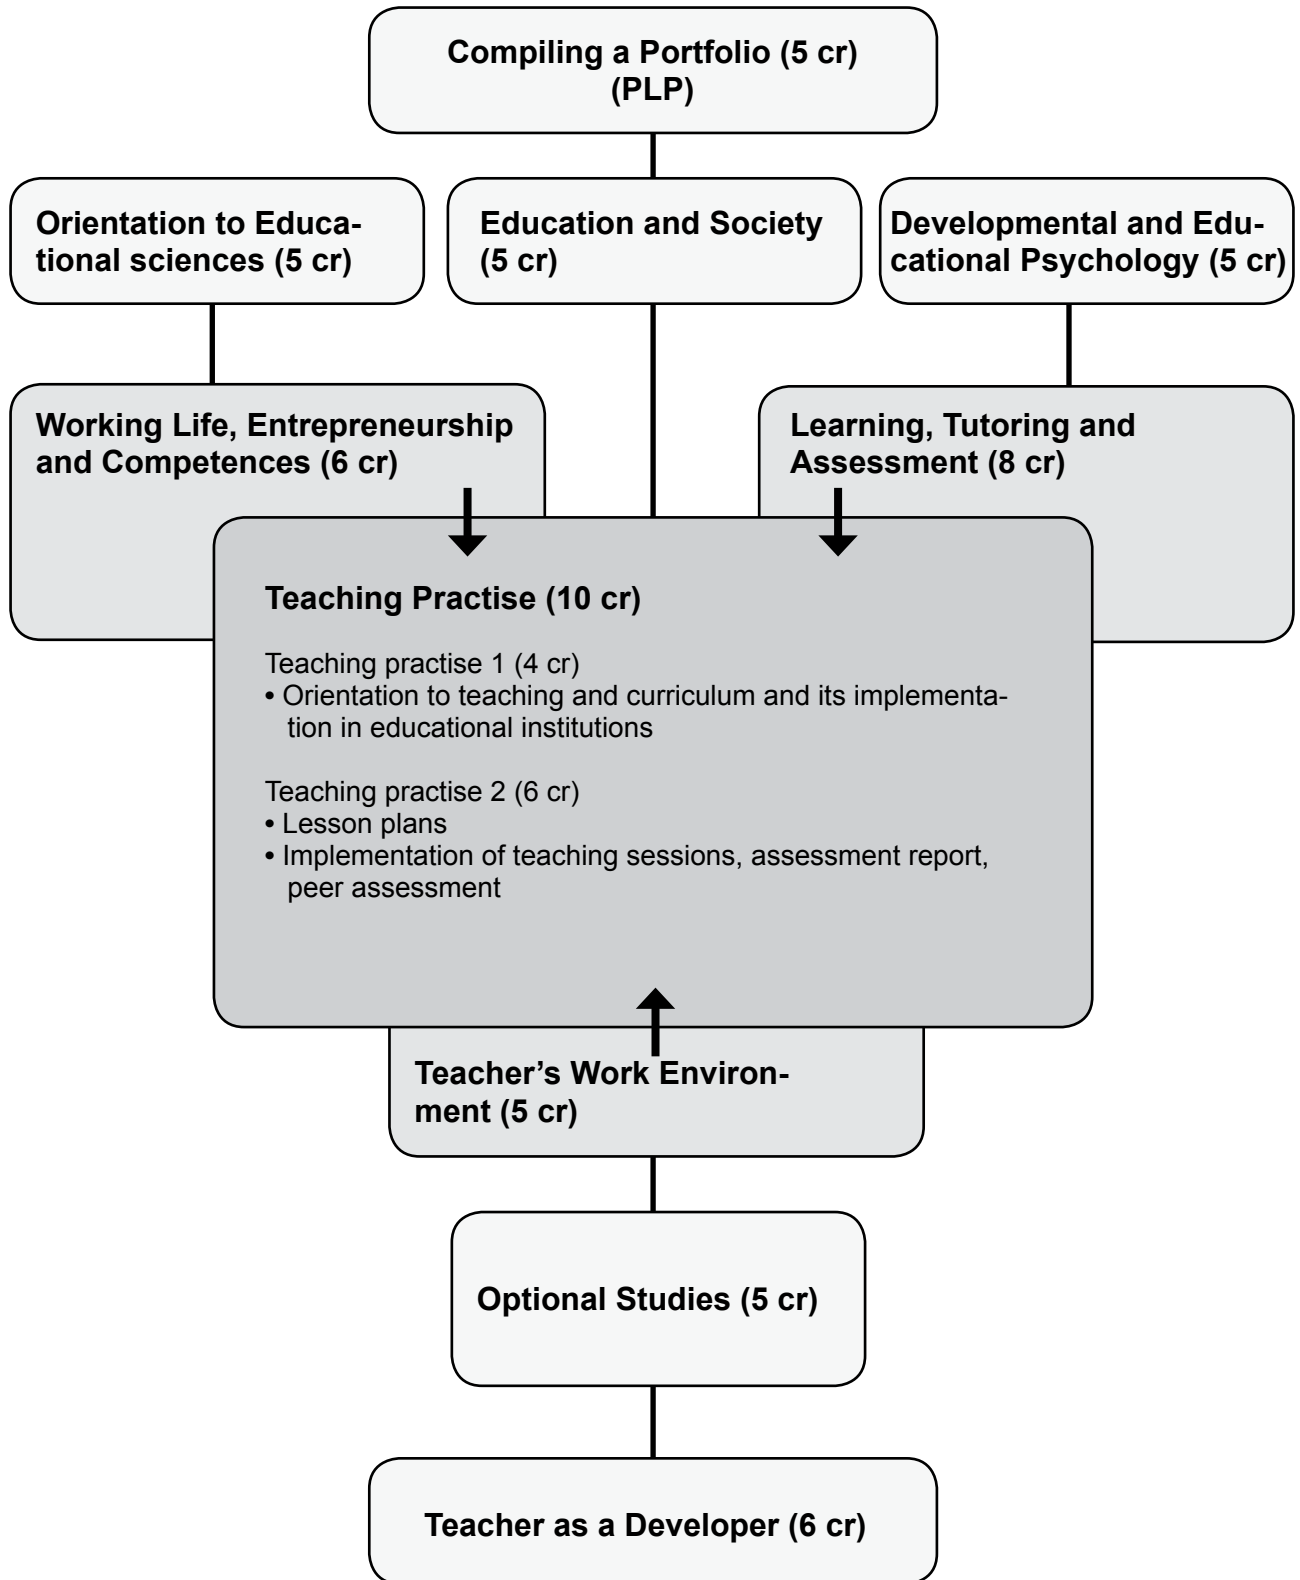 Compiling a Portfolio (5 cr)
(PLP)
Orientation to Educa-
tional sciences (5 cr)
Education and Society
(5 cr)
Developmental and Edu-
cational Psychology (5 cr)
Working Life, Entrepreneurship
and Competences (6 cr)
Learning, Tutoring and
Assessment (8 cr)
Teaching Practise (10 cr)
Teaching practise 1 (4 cr)
• Orientation to teaching and curriculum and its implementa-
tion in educational institutions
Teaching practise 2 (6 cr)
• Lesson plans
• Implementation of teaching sessions, assessment report,
peer assessment
Teacher’s Work Environ-
ment (5 cr)
Optional Studies (5 cr)
Teacher as a Developer (6 cr)